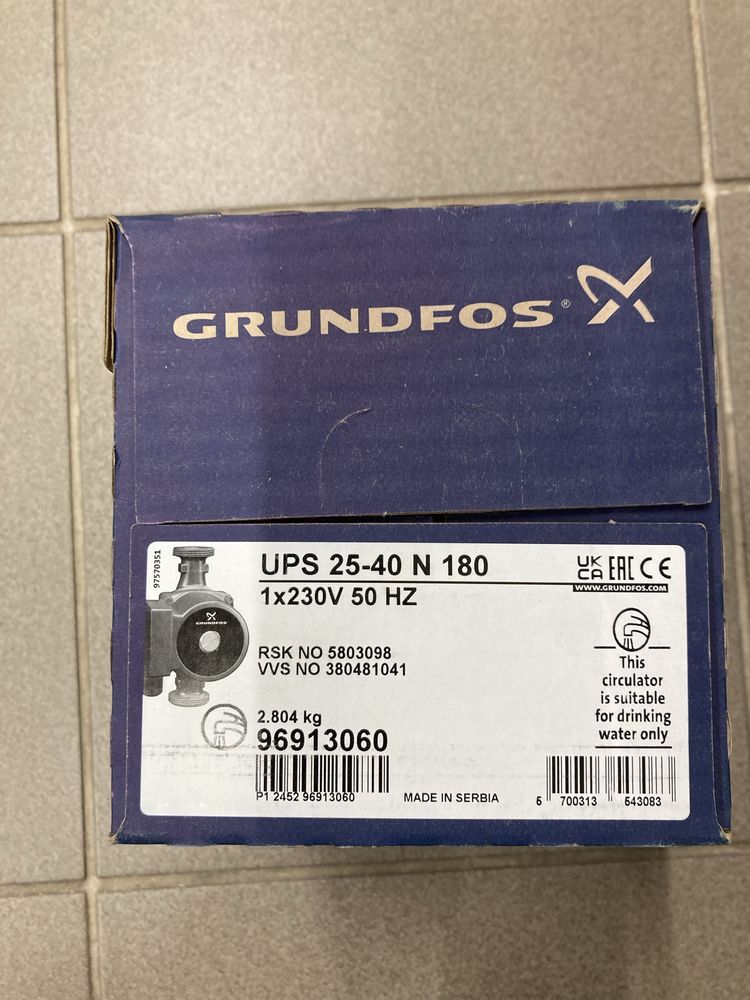 GRUNDFOS®
97570351
GRUNDFOS
UPS 25-40 N 180
1x230V 50 HZ
UK CA EAC CE
WWW.GRUNDFOS.COM
RSK NO 5803098
VVS NO 380481041
This
circulator
is suitable
for drinking
water only
2.804 kg
96913060
P1 2452 96913060
MADE IN SERBIA
5 700313 643083